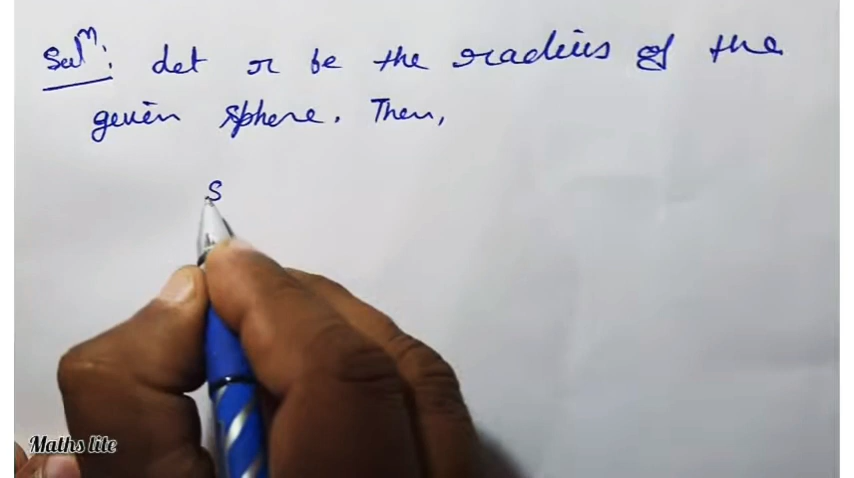 Solⁿ: Let r be the radius of the
given sphere. Then,
S
Maths lite